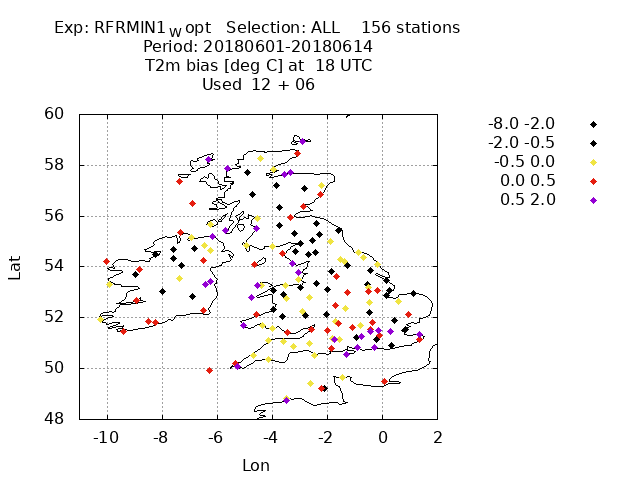 Exp: RFRMIN1W opt Selection: ALL 156 stations
Period: 20180601-20180614
T2m bias [deg C] at 18 UTC
Used 12 + 06
-8.0 -2.0
-2.0 -0.5
-0.5 0.0
0.0 0.5
0.5 2.0
60
58
56
54
52
50
48
-10 -8 -6 -4 -2 0 2
Lat
Lon